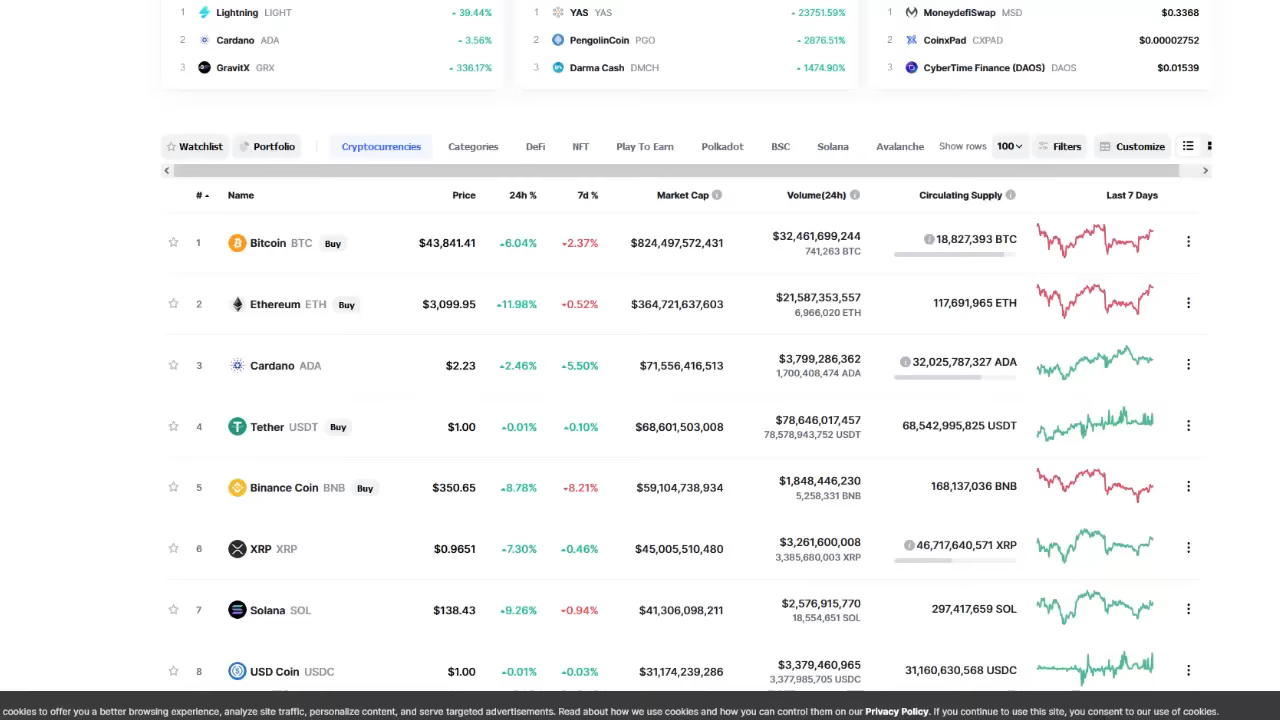 1 Lightning LIGHT 39.44% 1 YAS YAS 23751.59% 1 MoneydefiSwap MSD $0.3368
2 Cardano ADA 3.56% 2 PengolinCoin PGO 2876.51% 2 CoinxPad CXPAD $0.00002752
3 GravitX GRX 336.17% 3 Darma Cash DMCH 1474.90% 3 CyberTime Finance (DAOS) DAOS $0.01539
Watchlist Portfolio Cryptocurrencies Categories DeFi NFT Play To Earn Polkadot BSC Solana Avalanche Show rows 100 Filters Customize
# Name Price 24h % 7d % Market Cap Volume(24h) Circulating Supply Last 7 Days
1 Bitcoin BTC Buy $43,841.41 6.04% 2.37% $824,497,572,431 $32,461,699,244 18,827,393 BTC
741,263 BTC
2 Ethereum ETH Buy $3,099.95 11.98% 0.52% $364,721,637,603 $21,587,353,557 117,691,965 ETH
6,966,020 ETH
3 Cardano ADA $2.23 2.46% 5.50% $71,556,416,513 $3,799,286,362 32,025,787,327 ADA
1,700,408,474 ADA
4 Tether USDT Buy $1.00 0.01% 0.10% $68,601,503,008 $78,646,017,457 68,542,995,825 USDT
78,578,943,752 USDT
5 Binance Coin BNB Buy $350.65 8.78% 8.21% $59,104,738,934 $1,848,446,230 168,137,036 BNB
5,258,331 BNB
6 XRP XRP $0.9651 7.30% 0.46% $45,005,510,480 $3,261,600,008 46,717,640,571 XRP
3,385,680,003 XRP
7 Solana SOL $138.43 9.26% 0.94% $41,306,098,211 $2,576,915,770 297,417,659 SOL
18,554,651 SOL
8 USD Coin USDC $1.00 0.01% 0.03% $31,174,239,286 $3,379,460,965 31,160,630,568 USDC
3,377,985,705 USDC
cookies to offer you a better browsing experience, analyze site traffic, personalize content, and serve targeted advertisements. Read about how we use cookies and how you can control them on our Privacy Policy. If you continue to use this site, you consent to our use of cookies.